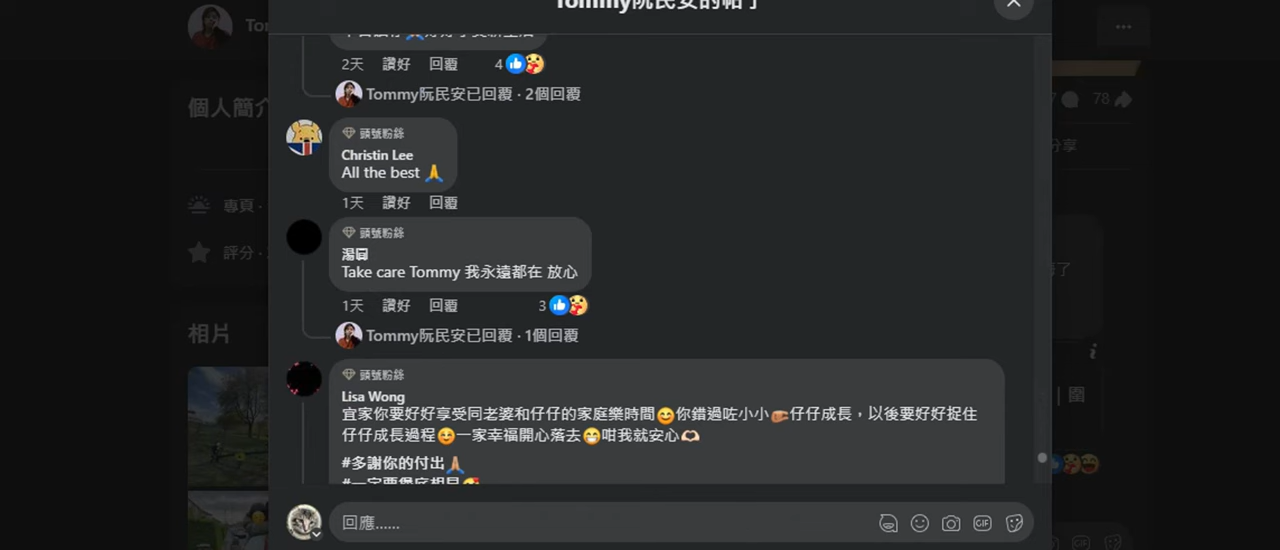 Tommy阮民安的帖子
2天 讚好 回覆 4
Tommy阮民安已回覆 · 2個回覆
個人簡介
頭號粉絲
Christin Lee
All the best 🙏
1天 讚好 回覆
專頁 ·
頭號粉絲
評分 ·
Take care Tommy 我永遠都在 放心
1天 讚好 回覆 3
Tommy阮民安已回覆 · 1個回覆
相片
頭號粉絲
Lisa Wong
宜家你要好好享受同老婆和仔仔的家庭樂時間😊你錯過咗小小🤏🏽仔仔成長，以後要好好捉住
仔仔成長過程☺️一家幸福開心落去😁咁我就安心🫶🏻
#多謝你的付出🙏🏽
回應......
GIF
78
分享